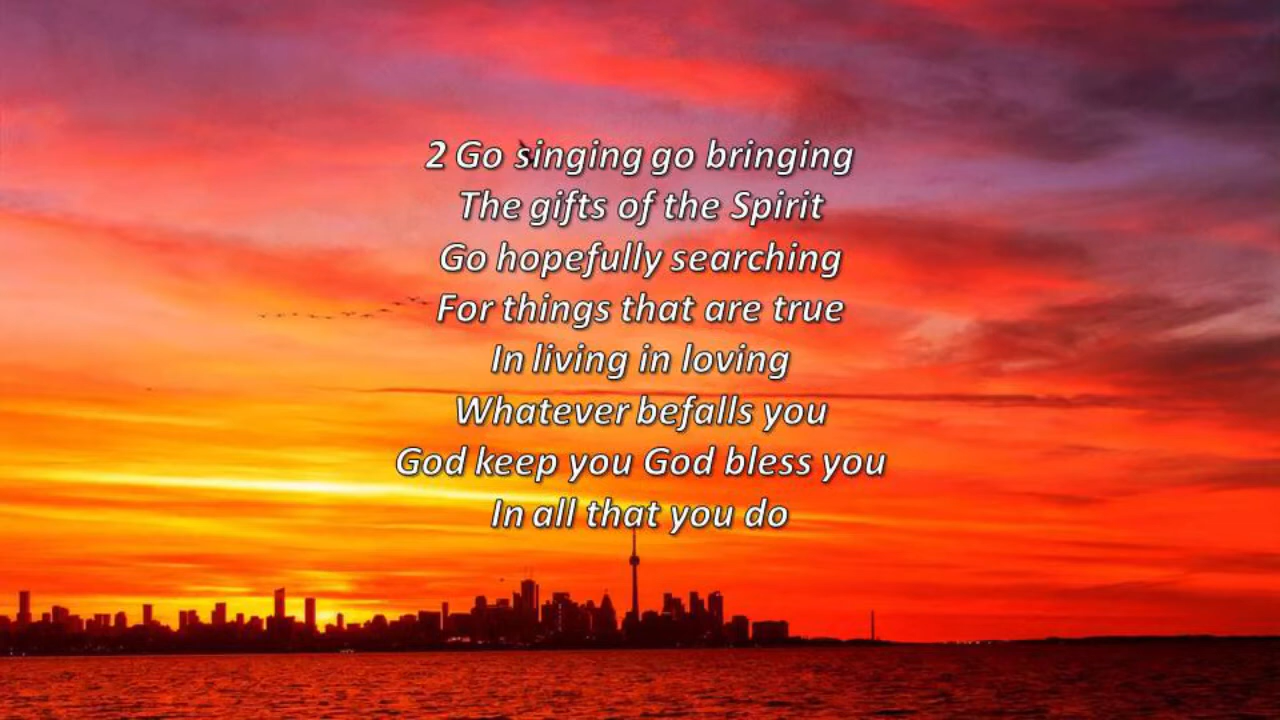 2 Go singing go bringing
The gifts of the Spirit
Go hopefully searching
For things that are true
In living in loving
Whatever befalls you
God keep you God bless you
In all that you do